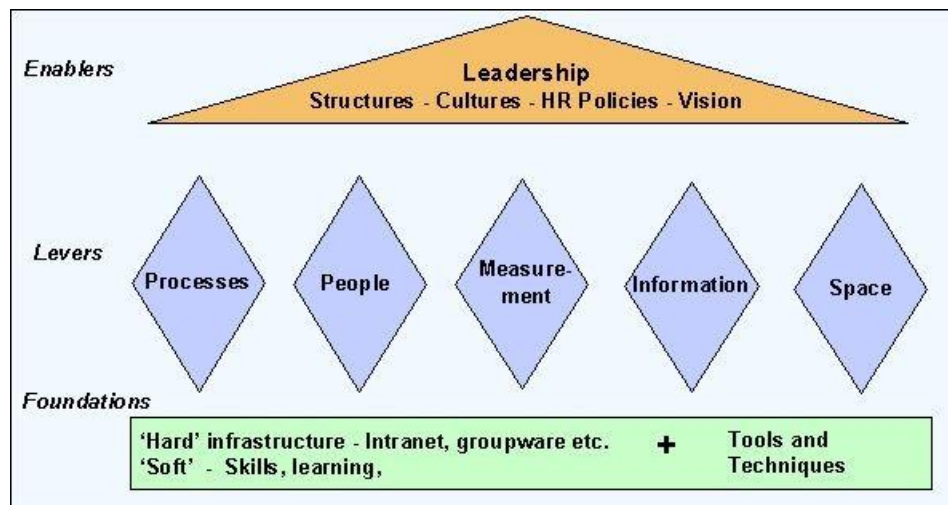 Enablers
Leadership
Structures - Cultures - HR Policies - Vision
Levers
Processes
People
Measure-
ment
Information
Space
Foundations
‘Hard’ infrastructure - Intranet, groupware etc.
‘Soft’ - Skills, learning,
+
Tools and
Techniques